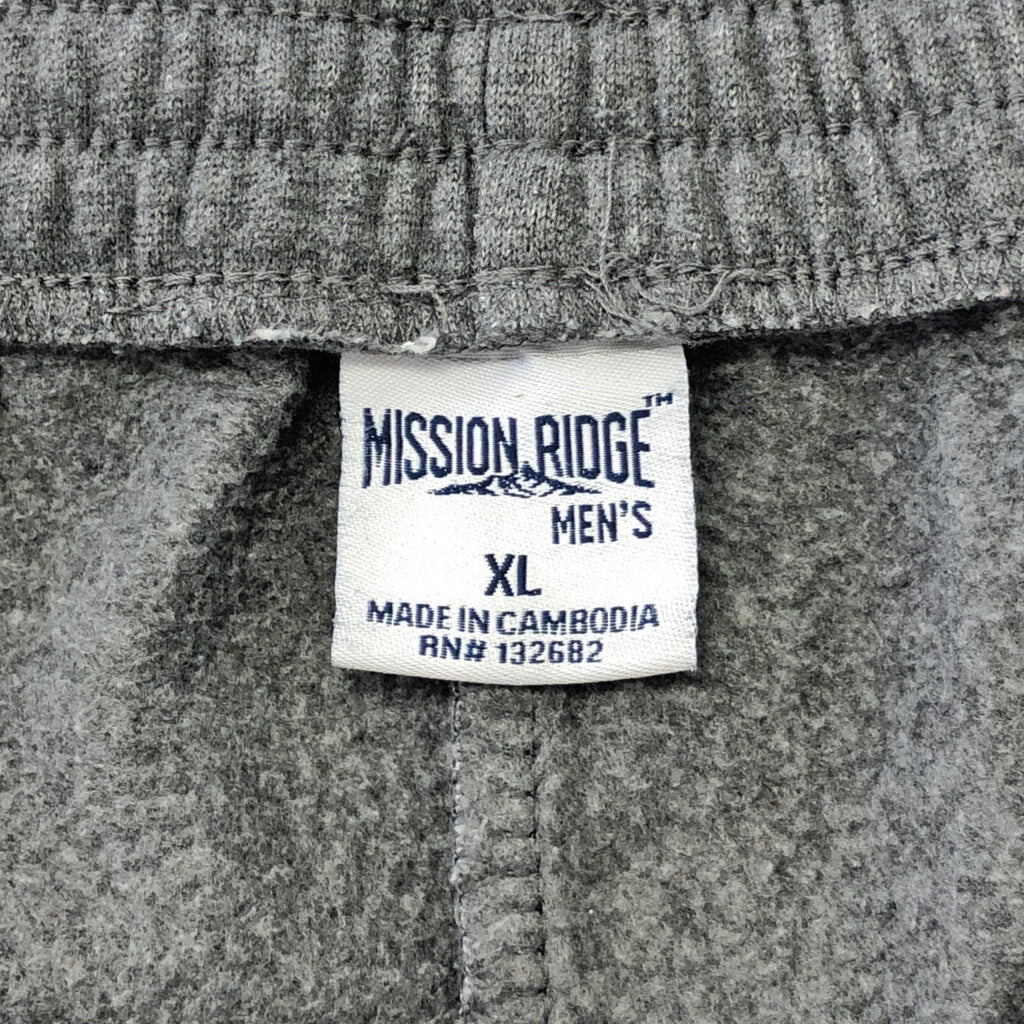 MISSION RIDGE™
MEN'S
XL
MADE IN CAMBODIA
RN# 132682